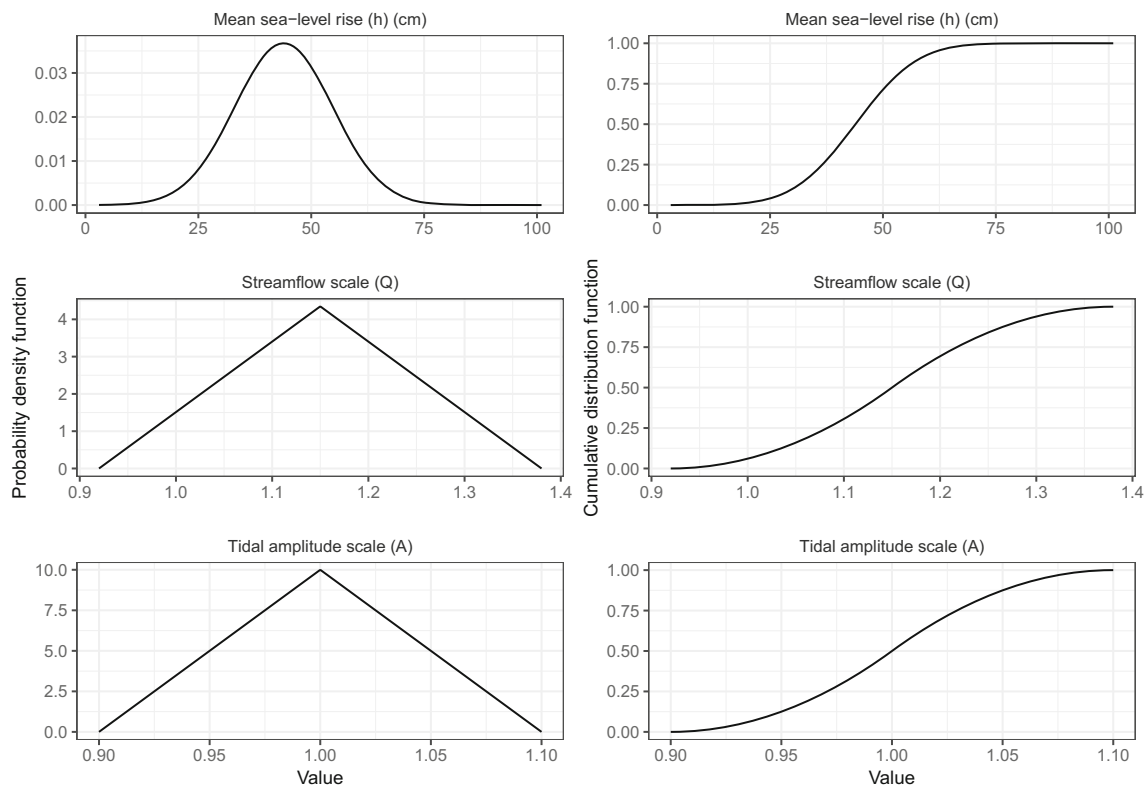 Mean sea−level rise (h) (cm)
0.03
0.02
0.01
0.00
0 25 50 75 100
Mean sea−level rise (h) (cm)
1.00
0.75
0.50
0.25
0.00
0 25 50 75 100
Probability density function
Streamflow scale (Q)
4
3
2
1
0
0.9 1.0 1.1 1.2 1.3 1.4
Cumulative distribution function
Streamflow scale (Q)
1.00
0.75
0.50
0.25
0.00
0.9 1.0 1.1 1.2 1.3 1.4
Tidal amplitude scale (A)
10.0
7.5
5.0
2.5
0.0
0.90 0.95 1.00 1.05 1.10
Value
Tidal amplitude scale (A)
1.00
0.75
0.50
0.25
0.00
0.90 0.95 1.00 1.05 1.10
Value